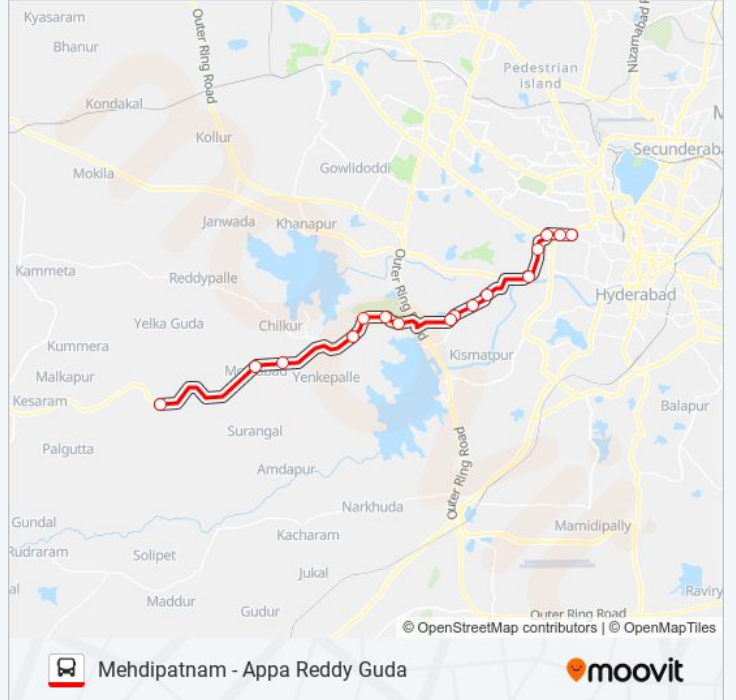 Kyasaram
Bhanur
Outer Ring Road
Nizamabad R
Pedestrian
island
Kondakal
Kollur
Secunderaba
Gowlidoddi
Mokila
Janwada
Khanapur
Outer Ring Road
Kammeta
Reddypalle
Hyderabad
Yelka Guda
Chilkur
Kummera
Kismatpur
Malkapur
Yenkepalle
Kesaram
Balapur
Surangal
Palgutta
Amdapur
Outer Ring Road
Narkhuda
Gundal
Mamidipally
Kacharam
Rudraram
Solipet
Jukal
al
Raviry
Maddur
Gudur
Outer Ring Road
© OpenStreetMap contributors | © OpenMapTiles
Mehdipatnam - Appa Reddy Guda
moovit